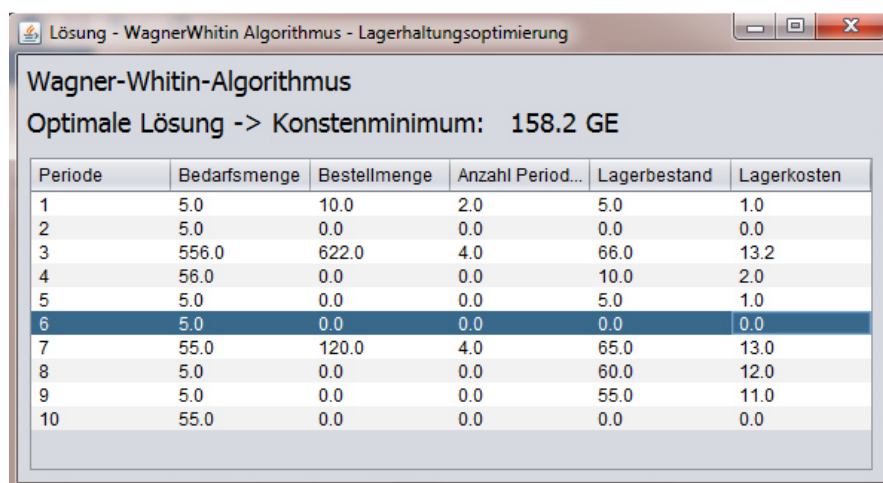 Lösung - WagnerWhitin Algorithmus - Lagerhaltungsoptimierung
Wagner-Whitin-Algorithmus
Optimale Lösung -> Konstenminimum: 158.2 GE
Periode Bedarfsmenge Bestellmenge Anzahl Period... Lagerbestand Lagerkosten
1 5.0 10.0 2.0 5.0 1.0
2 5.0 0.0 0.0 0.0 0.0
3 556.0 622.0 4.0 66.0 13.2
4 56.0 0.0 0.0 10.0 2.0
5 5.0 0.0 0.0 5.0 1.0
6 5.0 0.0 0.0 0.0 0.0
7 55.0 120.0 4.0 65.0 13.0
8 5.0 0.0 0.0 60.0 12.0
9 5.0 0.0 0.0 55.0 11.0
10 55.0 0.0 0.0 0.0 0.0